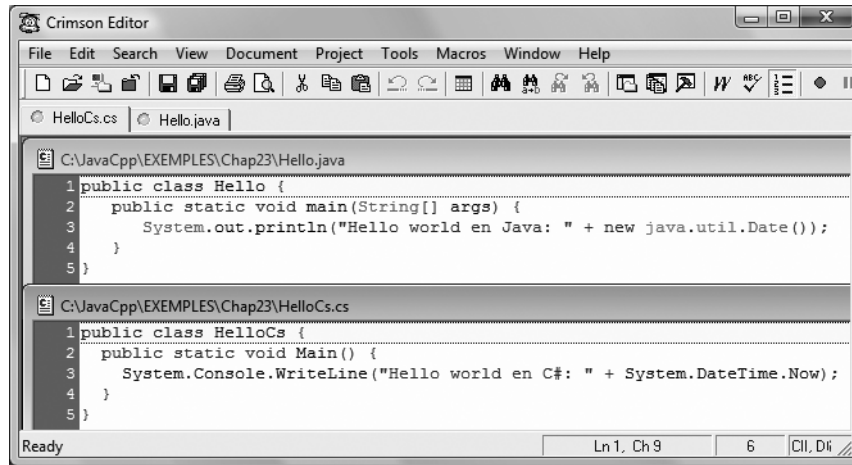 Crimson Editor
File Edit Search View Document Project Tools Macros Window Help
HelloCs.cs Hello.java
C:\JavaCpp\EXEMPLES\Chap23\Hello.java
1 public class Hello {
2 public static void main(String[] args) {
3 System.out.println("Hello world en Java: " + new java.util.Date());
4 }
5 }
C:\JavaCpp\EXEMPLES\Chap23\HelloCs.cs
1 public class HelloCs {
2 public static void Main() {
3 System.Console.WriteLine("Hello world en C#: " + System.DateTime.Now);
4 }
5 }
Ready Ln 1, Ch 9 6